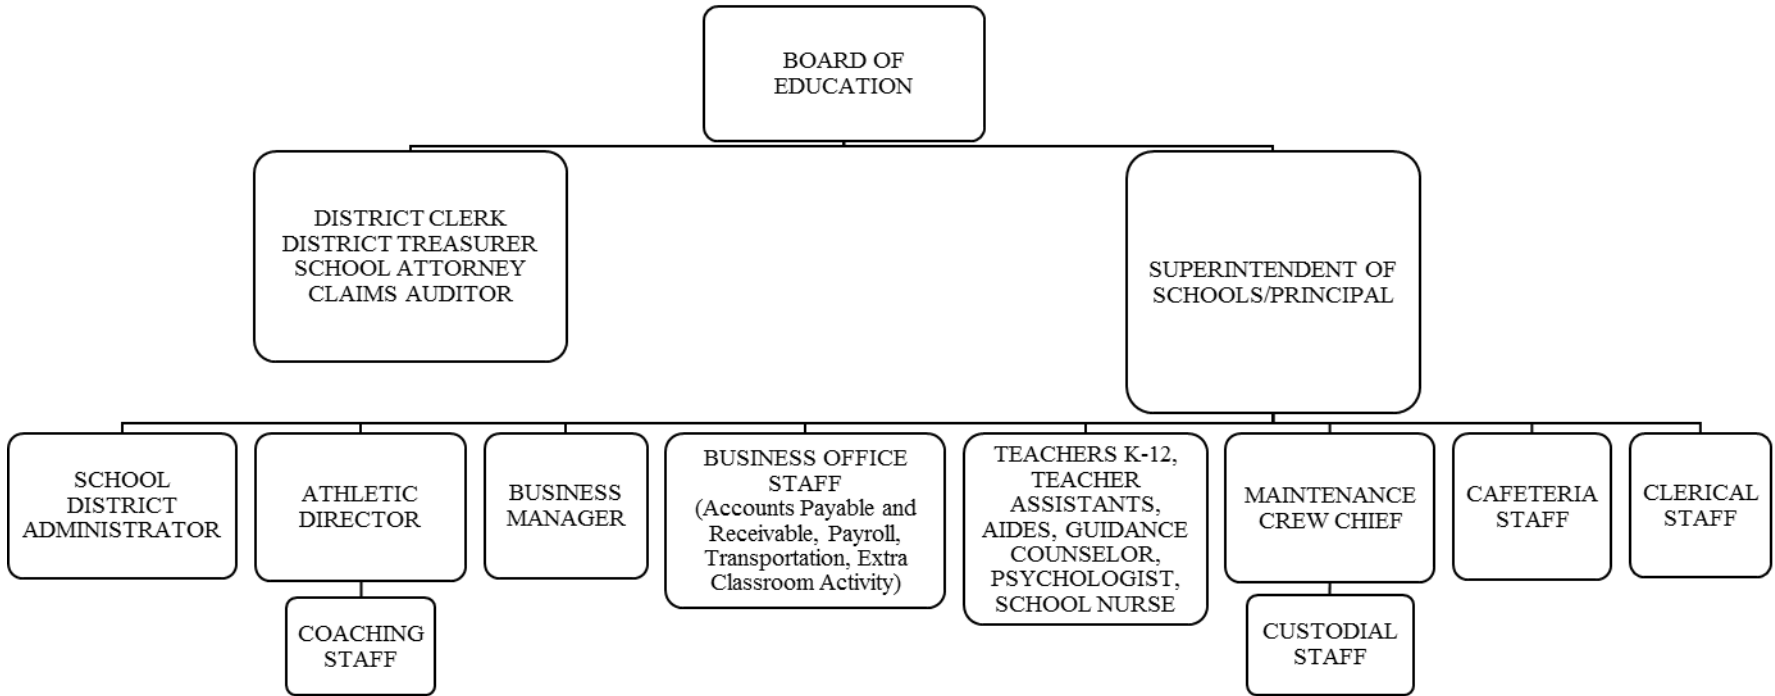 BOARD OF
EDUCATION
DISTRICT CLERK
DISTRICT TREASURER
SCHOOL ATTORNEY
CLAIMS AUDITOR
SUPERINTENDENT OF
SCHOOLS/PRINCIPAL
SCHOOL
DISTRICT
ADMINISTRATOR
ATHLETIC
DIRECTOR
BUSINESS
MANAGER
BUSINESS OFFICE
STAFF
(Accounts Payable and
Receivable, Payroll,
Transportation, Extra
Classroom Activity)
TEACHERS K-12,
TEACHER
ASSISTANTS,
AIDES, GUIDANCE
COUNSELOR,
PSYCHOLOGIST,
SCHOOL NURSE
MAINTENANCE
CREW CHIEF
CAFETERIA
STAFF
CLERICAL
STAFF
COACHING
STAFF
CUSTODIAL
STAFF